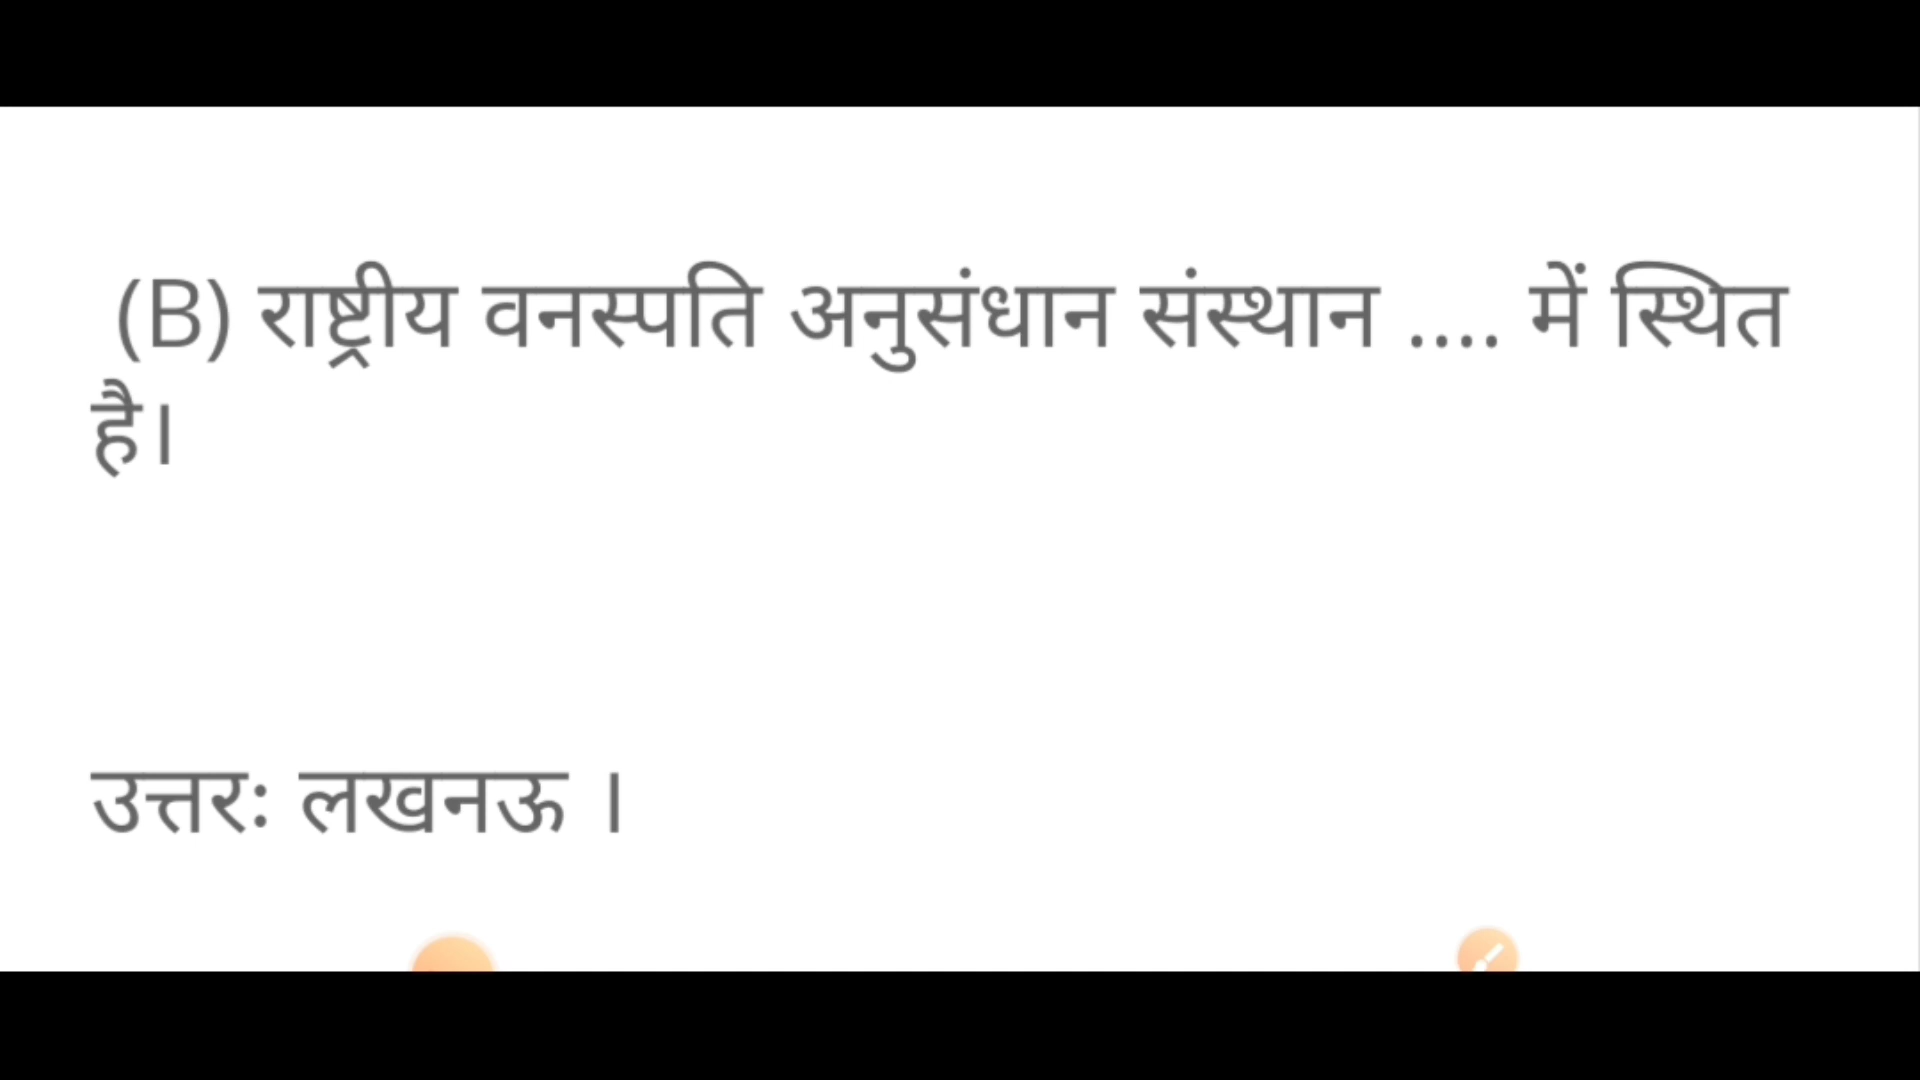 (B) राष्ट्रीय वनस्पति अनुसंधान संस्थान .... में स्थित
है।
उत्तरः लखनऊ ।